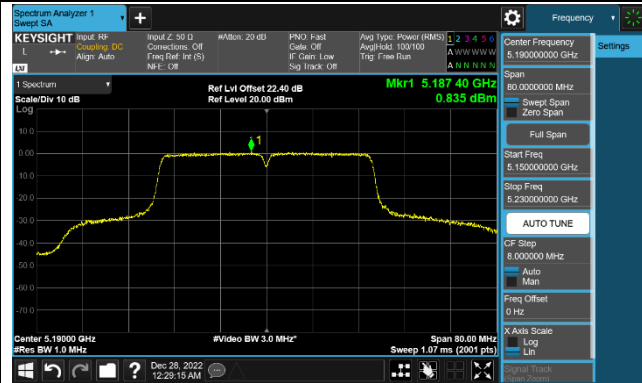 Spectrum Analyzer 1
Swept SA
Frequency
KEYSIGHT
Input: RF
Coupling: DC
Align: Auto
Input Z: 50 Ω
Corrections: Off
Freq Ref: Int (S)
NFE: Off
#Atten: 20 dB
PNO: Fast
Gate: Off
IF Gain: Low
Sig Track: Off
Avg Type: Power (RMS)
Avg|Hold: 100/100
Trig: Free Run
1 2 3 4 5 6
A W W W W W
A N N N N N
L
LXI
1 Spectrum
Scale/Div 10 dB
Log
Ref Lvl Offset 22.40 dB
Ref Level 20.00 dBm
Mkr1 5.187 40 GHz
0.835 dBm
1
10.0
0.00
-10.0
-20.0
-30.0
-40.0
-50.0
-60.0
-70.0
Center 5.19000 GHz
#Res BW 1.0 MHz
#Video BW 3.0 MHz*
Span 80.00 MHz
Sweep 1.07 ms (2001 pts)
Dec 28, 2022
12:29:15 AM
Center Frequency
5.190000000 GHz
Settings
Span
80.0000000 MHz
Swept Span
Zero Span
Full Span
Start Freq
5.150000000 GHz
Stop Freq
5.230000000 GHz
AUTO TUNE
CF Step
8.000000 MHz
Auto
Man
Freq Offset
0 Hz
X Axis Scale
Log
Lin
Signal Track
(Span Zoom)